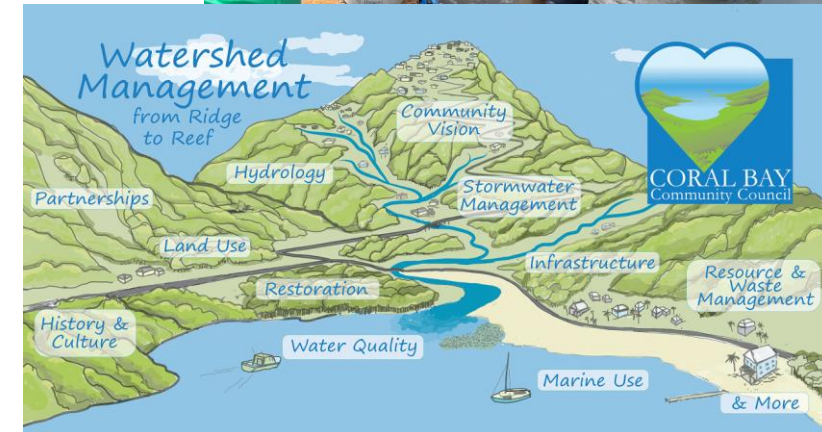 Watershed
Management
from Ridge
to Reef
Community
Vision
CORAL BAY
Community Council
Hydrology
Partnerships
Stormwater
Management
Land Use
Infrastructure
Restoration
Resource &
Waste
Management
History &
Culture
Water Quality
Marine Use
& More